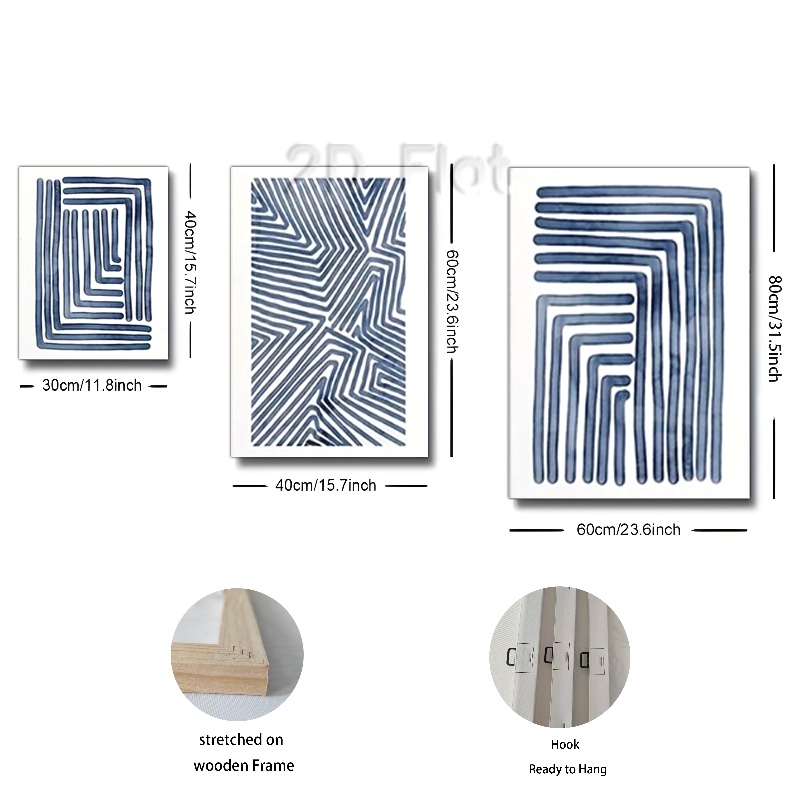 2D Flat
40cm/15.7inch
60cm/23.6inch
80cm/31.5inch
30cm/11.8inch
40cm/15.7inch
60cm/23.6inch
stretched on
wooden Frame
Hook
Ready to Hang